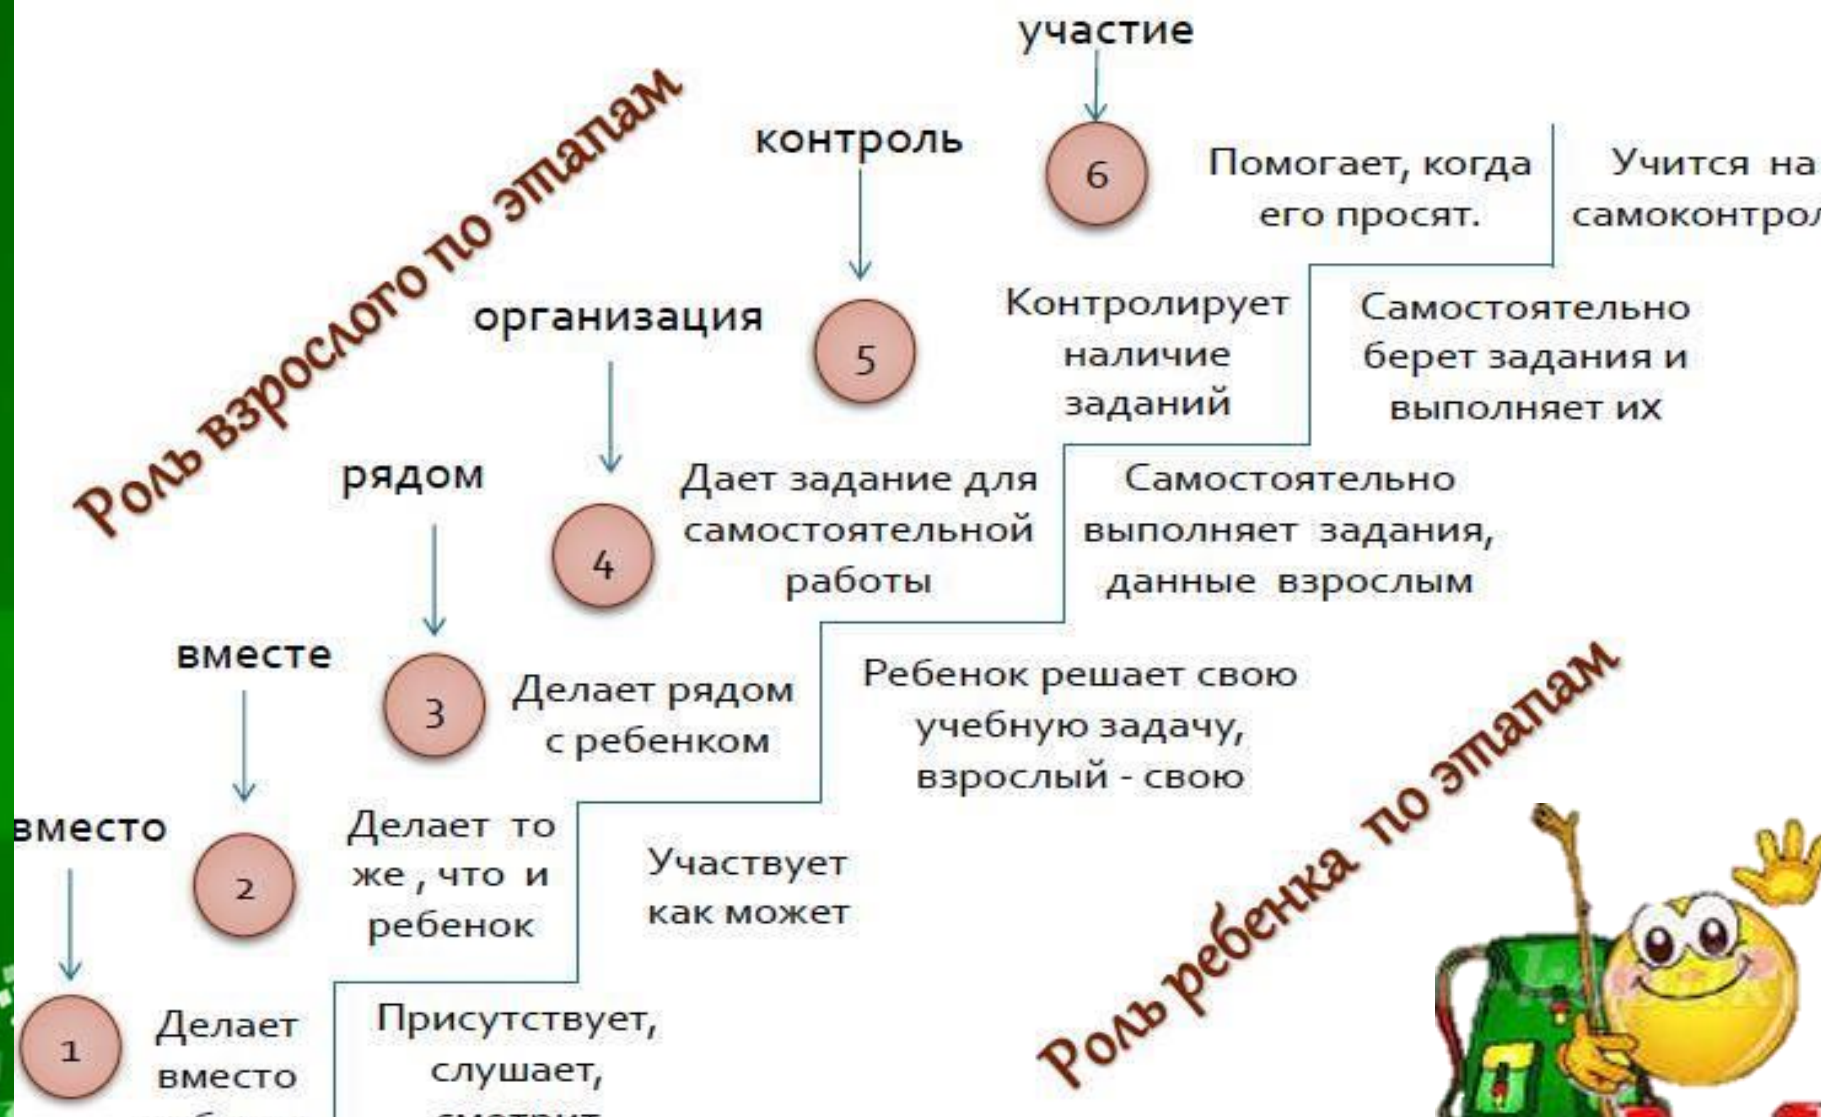 участие
контроль
6
Помогает, когда
его просят.
Учится на
Роль взрослого по этапам
организация
5
Контролирует
наличие
заданий
Самостоятельно
берет задания и
выполняет их
рядом
4
Дает задание для
самостоятельной
работы
Самостоятельно
выполняет задания,
данные взрослым
вместе
3
Делает рядом
с ребенком
Ребенок решает свою
учебную задачу,
взрослый - свою
вместо
2
Делает то
же , что и
ребенок
Участвует
как может
Роль ребенка по этапам
1
Делает
вместо
Присутствует,
слушает,
смотрит